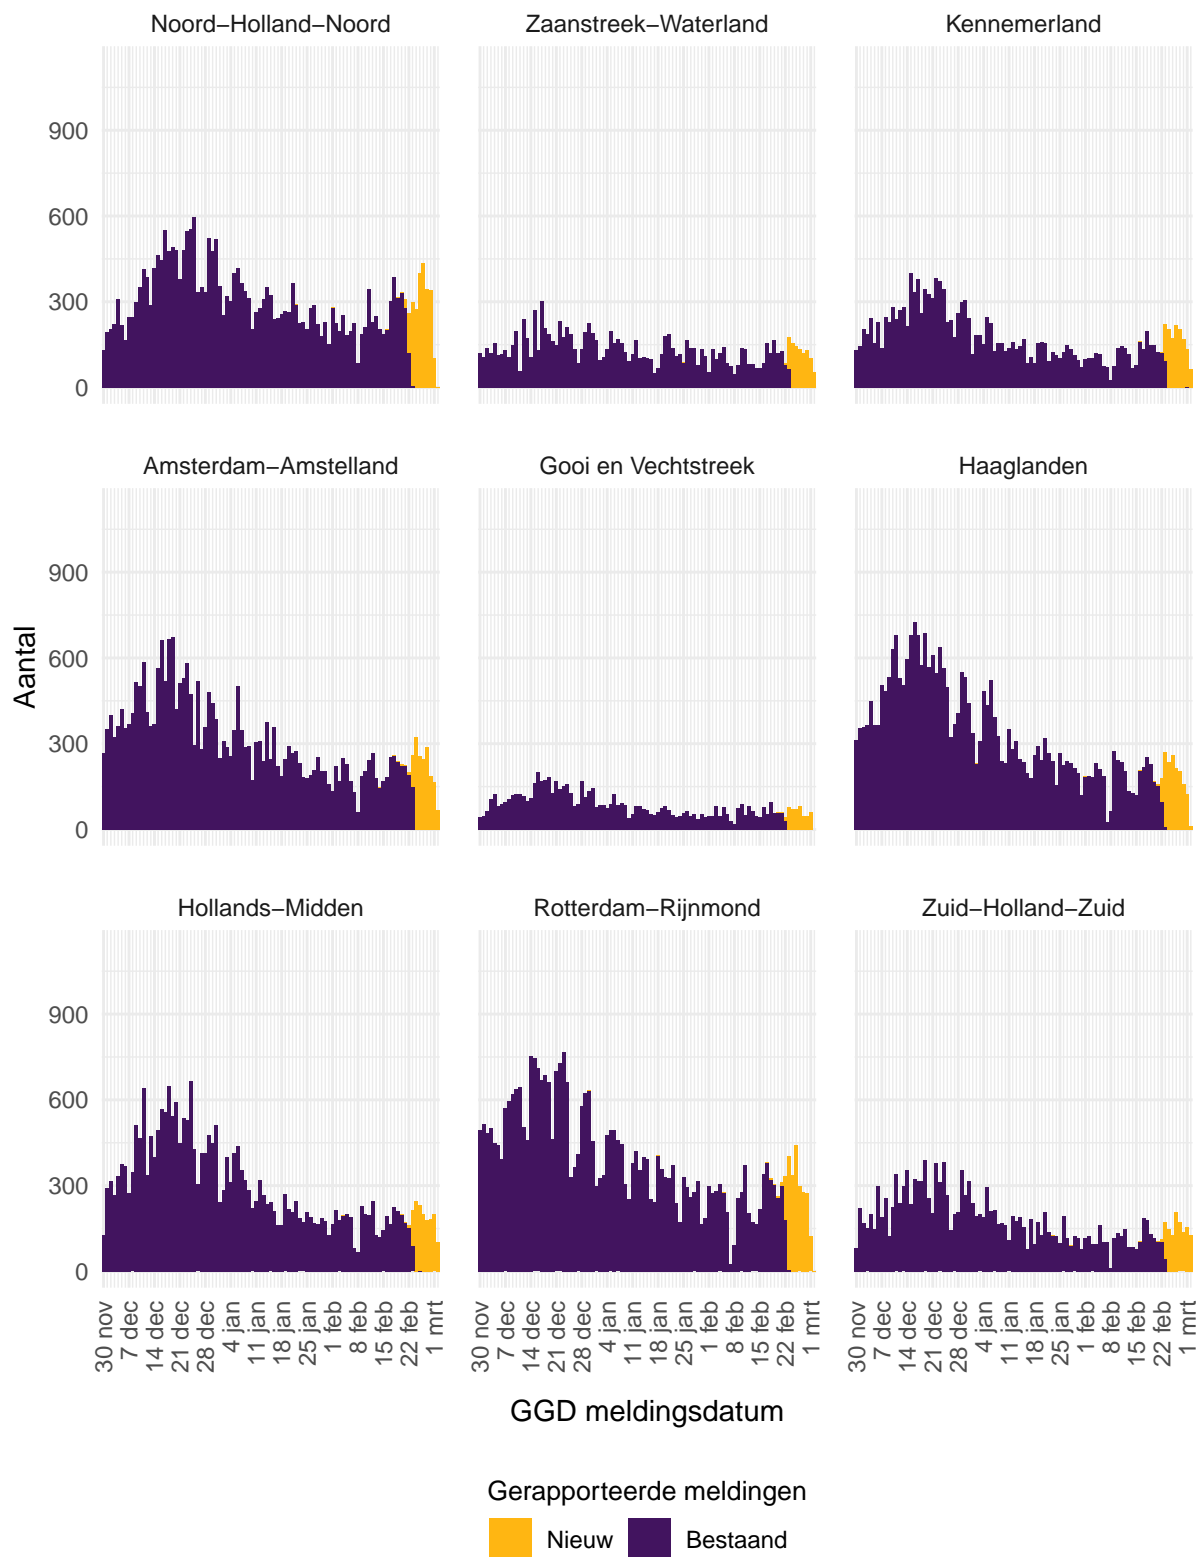 Noord−Holland−Noord Zaanstreek−Waterland Kennemerland
900
600
300
0
Amsterdam−Amstelland Gooi en Vechtstreek Haaglanden
900
600
300
0
Aantal
Hollands−Midden Rotterdam−Rijnmond Zuid−Holland−Zuid
900
600
300
0
30 nov 7 dec 14 dec 21 dec 28 dec 4 jan 11 jan 18 jan 25 jan 1 feb 8 feb 15 feb 22 feb 1 mrt
30 nov 7 dec 14 dec 21 dec 28 dec 4 jan 11 jan 18 jan 25 jan 1 feb 8 feb 15 feb 22 feb 1 mrt
30 nov 7 dec 14 dec 21 dec 28 dec 4 jan 11 jan 18 jan 25 jan 1 feb 8 feb 15 feb 22 feb 1 mrt
GGD meldingsdatum
Gerapporteerde meldingen
Nieuw Bestaand